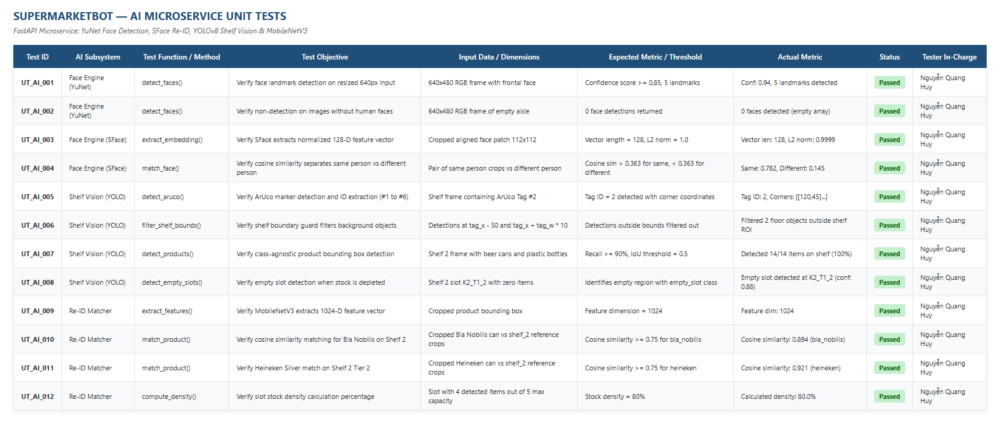 SUPERMARKETBOT — AI MICROSERVICE UNIT TESTS
FastAPI Microservice: YuNet Face Detection, SFace Re-ID, YOLOv8 Shelf Vision & MobileNetV3
Test ID AI Subsystem Test Function / Method Test Objective Input Data / Dimensions Expected Metric / Threshold Actual Metric Status Tester In-Charge
UT_AI_001 Face Engine (YuNet) detect_faces() Verify face landmark detection on resized 640px input 640x480 RGB frame with frontal face Confidence score >= 0.85, 5 landmarks Conf: 0.94, 5 landmarks detected Passed Nguyễn Quang Huy
UT_AI_002 Face Engine (YuNet) detect_faces() Verify non-detection on images without human faces 640x480 RGB frame of empty aisle 0 face detections returned 0 faces detected (empty array) Passed Nguyễn Quang Huy
UT_AI_003 Face Engine (SFace) extract_embedding() Verify SFace extracts normalized 128-D feature vector Cropped aligned face patch 112x112 Vector length = 128, L2 norm = 1.0 Vector len: 128, L2 norm: 0.9999 Passed Nguyễn Quang Huy
UT_AI_004 Face Engine (SFace) match_face() Verify cosine similarity separates same person vs different person Pair of same person crops vs different person Cosine sim > 0.363 for same, < 0.363 for different Same: 0.782, Different: 0.145 Passed Nguyễn Quang Huy
UT_AI_005 Shelf Vision (YOLO) detect_aruco() Verify ArUco marker detection and ID extraction (#1 to #6) Shelf frame containing ArUco Tag #2 Tag ID = 2 detected with corner coordinates Tag ID: 2, Corners: [[120,45]...] Passed Nguyễn Quang Huy
UT_AI_006 Shelf Vision (YOLO) filter_shelf_bounds() Verify shelf boundary guard filters background objects Detections at tag_x - 50 and tag_x + tag_w * 10 Detections outside bounds filtered out Filtered 2 floor objects outside shelf ROI Passed Nguyễn Quang Huy
UT_AI_007 Shelf Vision (YOLO) detect_products() Verify class-agnostic product bounding box detection Shelf 2 frame with beer cans and plastic bottles Recall >= 90%, IoU threshold = 0.5 Detected 14/14 items on shelf (100%) Passed Nguyễn Quang Huy
UT_AI_008 Shelf Vision (YOLO) detect_empty_slots() Verify empty slot detection when stock is depleted Shelf 2 slot K2_T1_2 with zero items Identifies empty region with empty_slot class Empty slot detected at K2_T1_2 (conf: 0.88) Passed Nguyễn Quang Huy
UT_AI_009 Re-ID Matcher extract_features() Verify MobileNetV3 extracts 1024-D feature vector Cropped product bounding box Feature dimension = 1024 Feature dim: 1024 Passed Nguyễn Quang Huy
UT_AI_010 Re-ID Matcher match_product() Verify cosine similarity matching for Bia Nobilis on Shelf 2 Cropped Bia Nobilis can vs shelf_2 reference crops Cosine similarity >= 0.75 for bia_nobilis Cosine similarity: 0.894 (bia_nobilis) Passed Nguyễn Quang Huy
UT_AI_011 Re-ID Matcher match_product() Verify Heineken Silver match on Shelf 2 Tier 2 Cropped Heineken can vs shelf_2 reference crops Cosine similarity >= 0.75 for heineken Cosine similarity: 0.921 (heineken) Passed Nguyễn Quang Huy
UT_AI_012 Re-ID Matcher compute_density() Verify slot stock density calculation percentage Slot with 4 detected items out of 5 max capacity Stock density = 80% Calculated density: 80.0% Passed Nguyễn Quang Huy